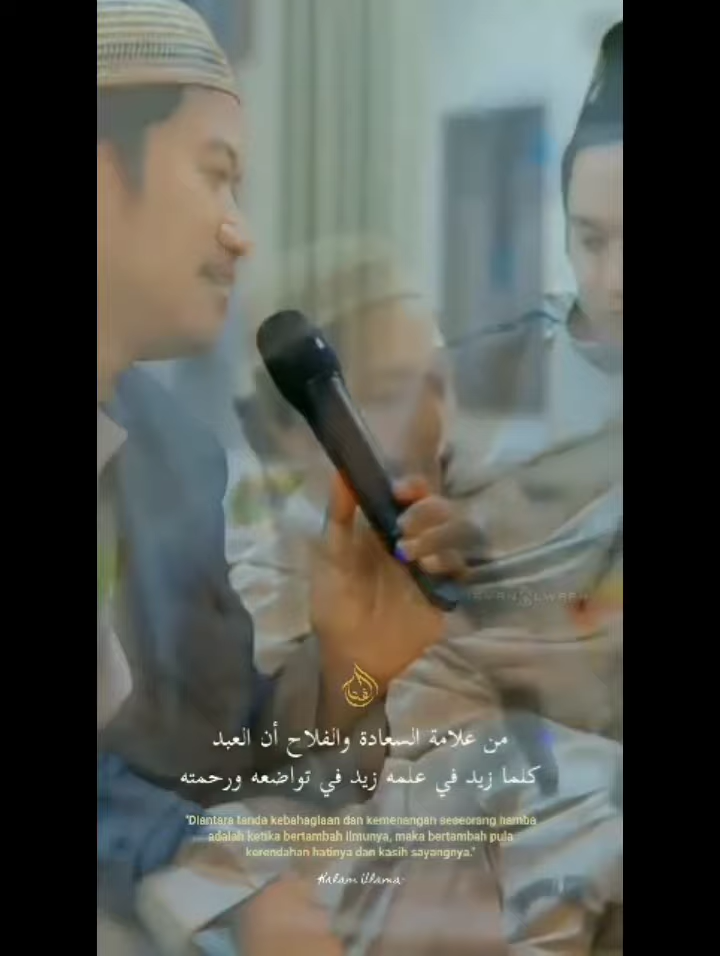 من علامة السعادة والفلاح أن العبد
كلما زيد في علمه زيد في تواضعه ورحمته
"Diantara tanda kebahagiaan dan kemenangan seseorang hamba
adalah ketika bertambah ilmunya, maka bertambah pula
kerendahan hatinya dan kasih sayangnya."
Kalam Ulama